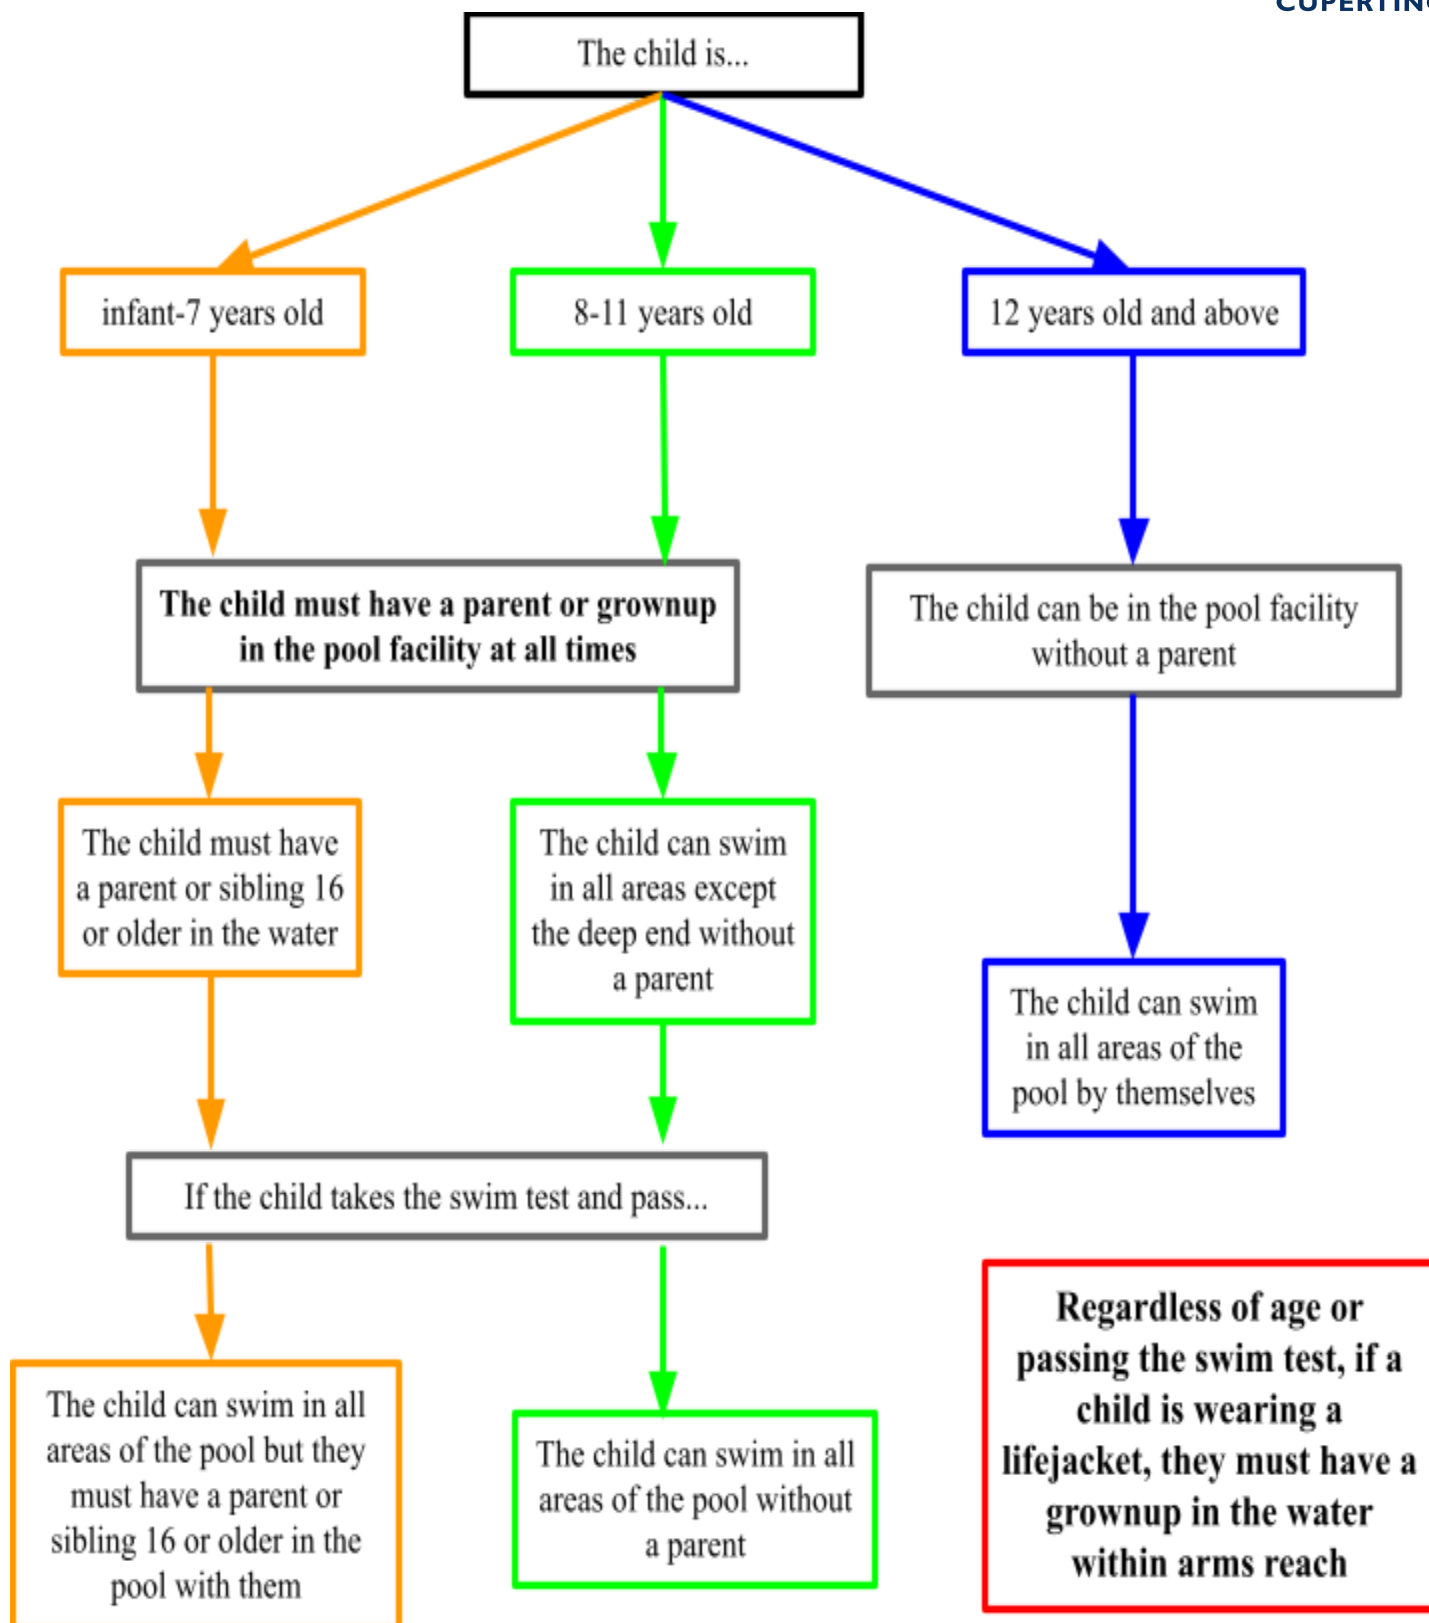 The child is...
infant-7 years old
8-11 years old
12 years old and above
The child must have a parent or grownup
in the pool facility at all times
The child can be in the pool facility
without a parent
The child must have
a parent or sibling 16
or older in the water
The child can swim
in all areas except
the deep end without
a parent
The child can swim
in all areas of the
pool by themselves
If the child takes the swim test and pass...
The child can swim in all
areas of the pool but they
must have a parent or
sibling 16 or older in the
pool with them
The child can swim in all
areas of the pool without
a parent
Regardless of age or
passing the swim test, if a
child is wearing a
lifejacket, they must have a
grownup in the water
within arms reach